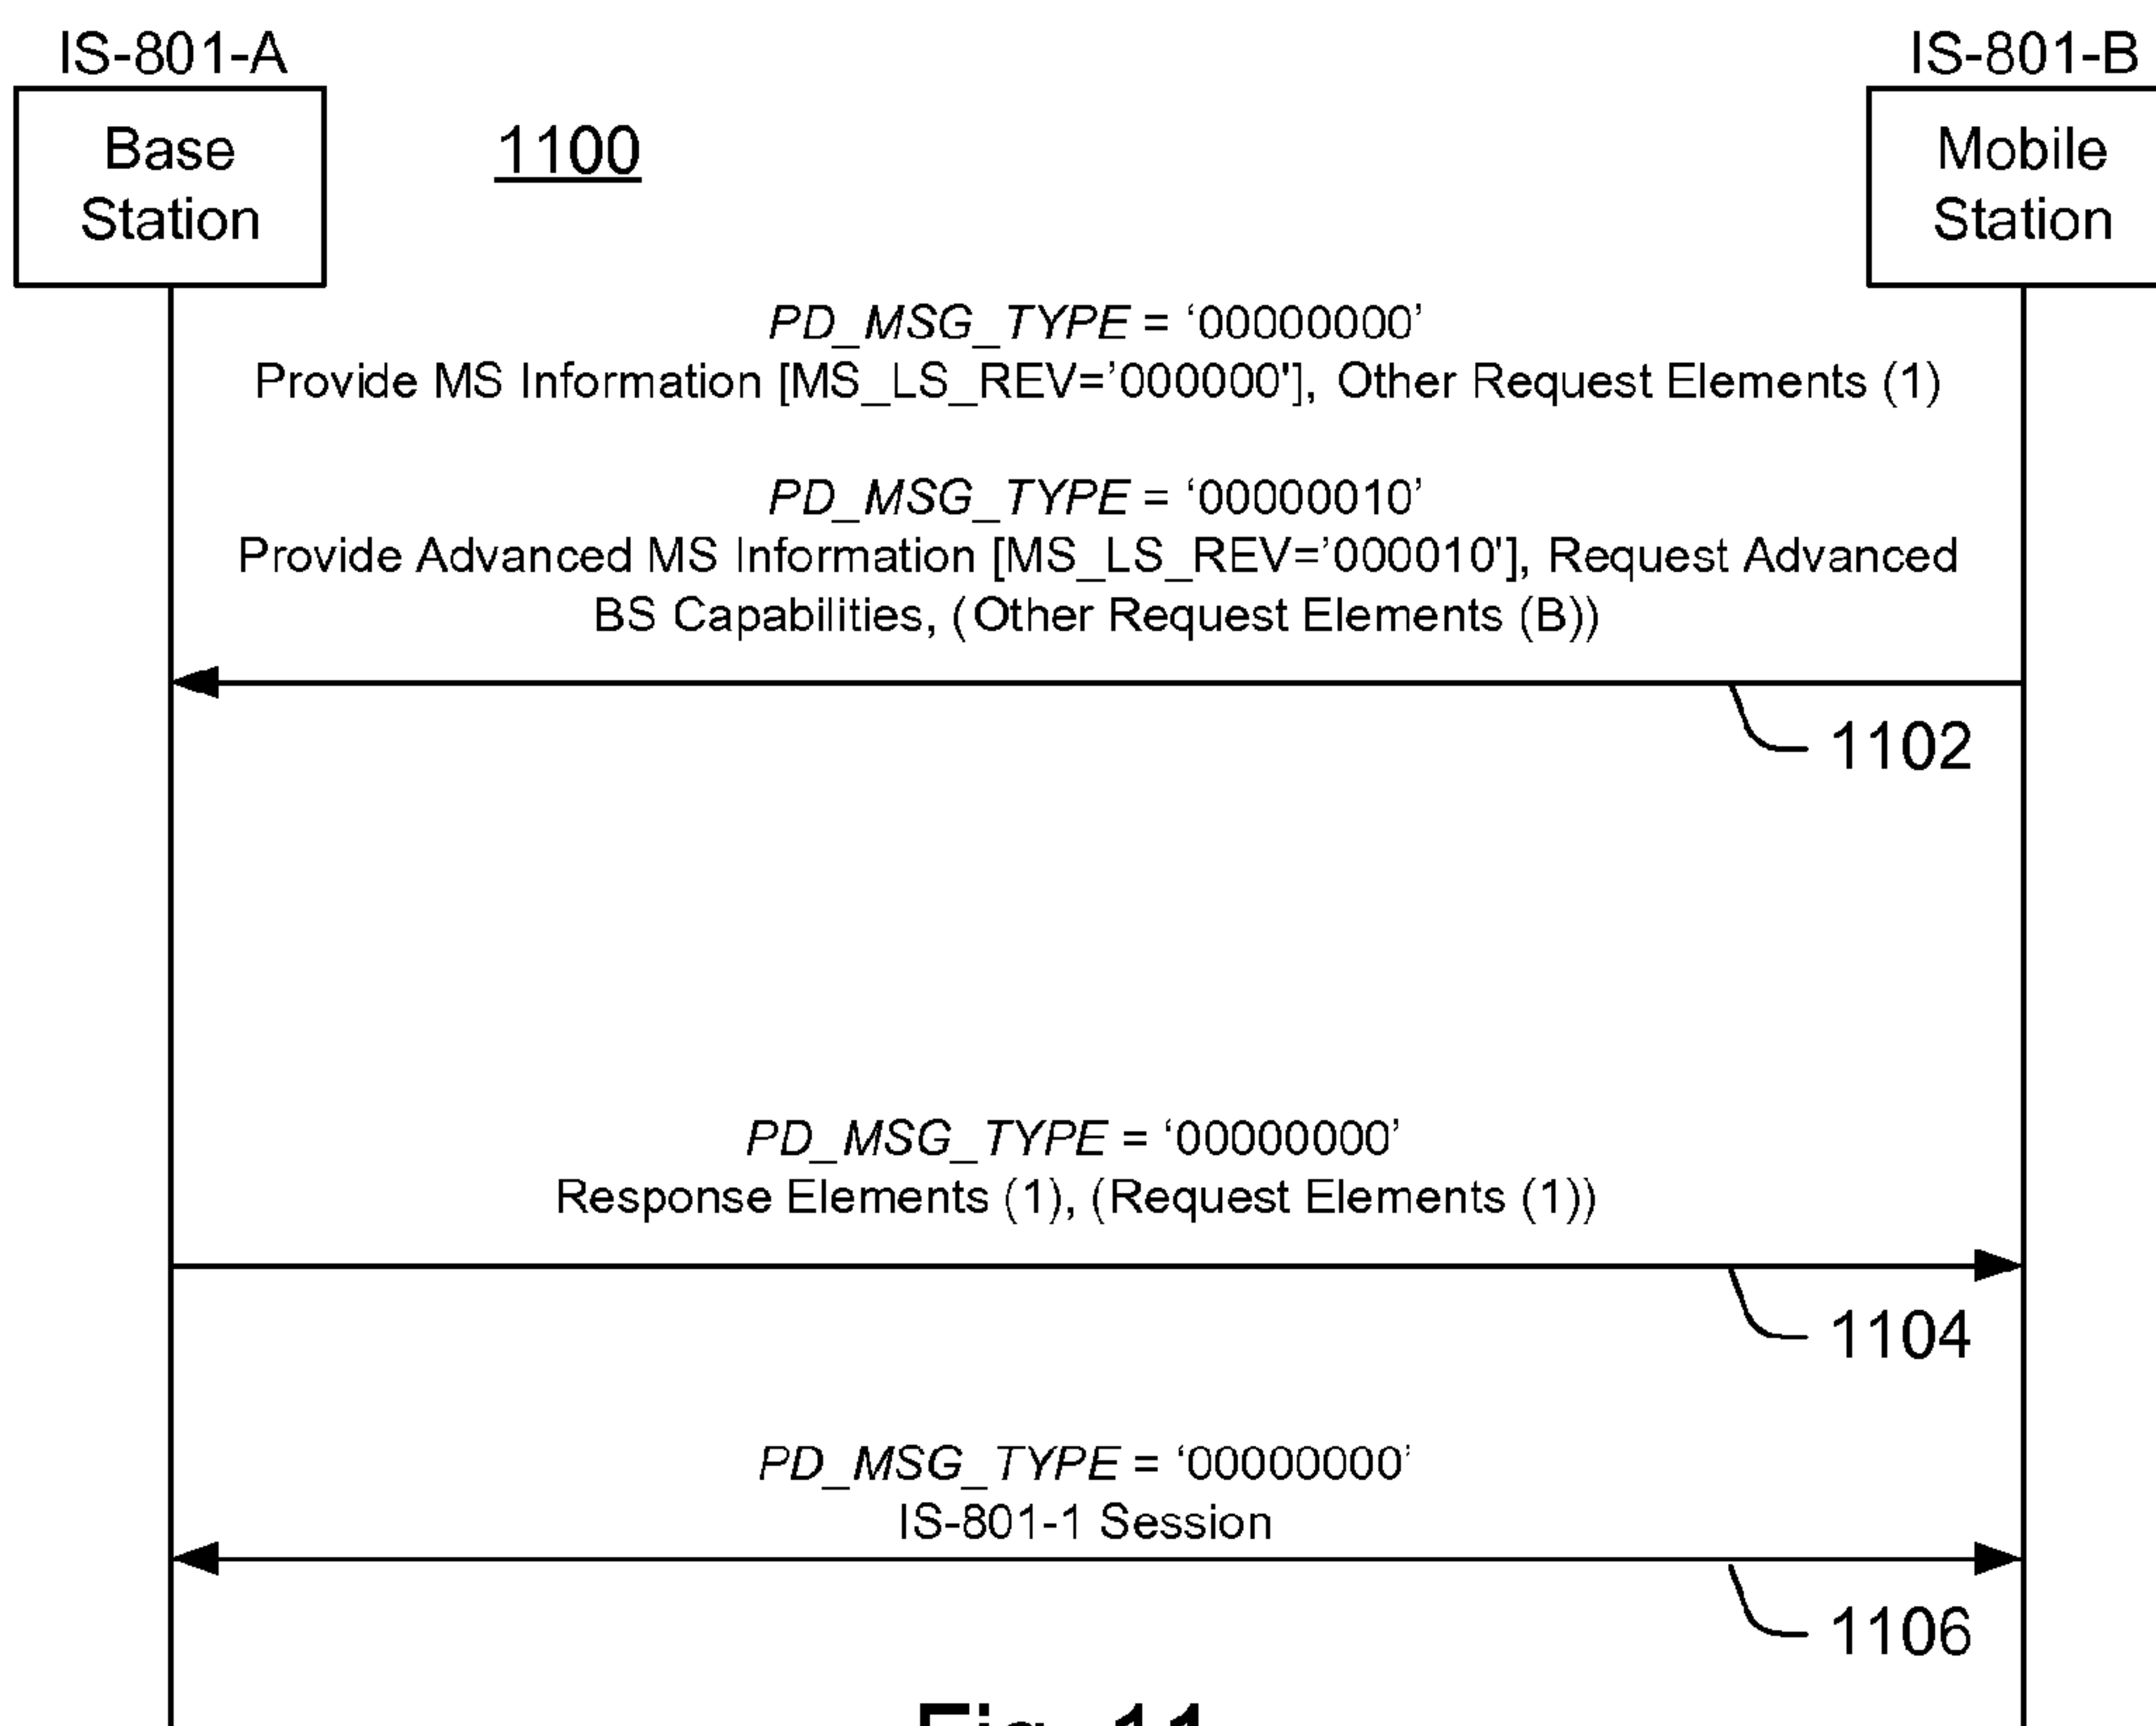 IS-801-A
IS-801-B
Base
Station
1100
Mobile
Station
PD_MSG_TYPE = ‘00000000’
Provide MS Information [MS_LS_REV=’000000'], Other Request Elements (1)
PD_MSG_TYPE = ‘00000010’
Provide Advanced MS Information [MS_LS_REV=’000010'], Request Advanced
BS Capabilities, (Other Request Elements (B))
1102
PD_MSG_TYPE = ‘00000000’
Response Elements (1), (Request Elements (1))
1104
PD_MSG_TYPE = ‘00000000’
IS-801-1 Session
1106
Fig. 11